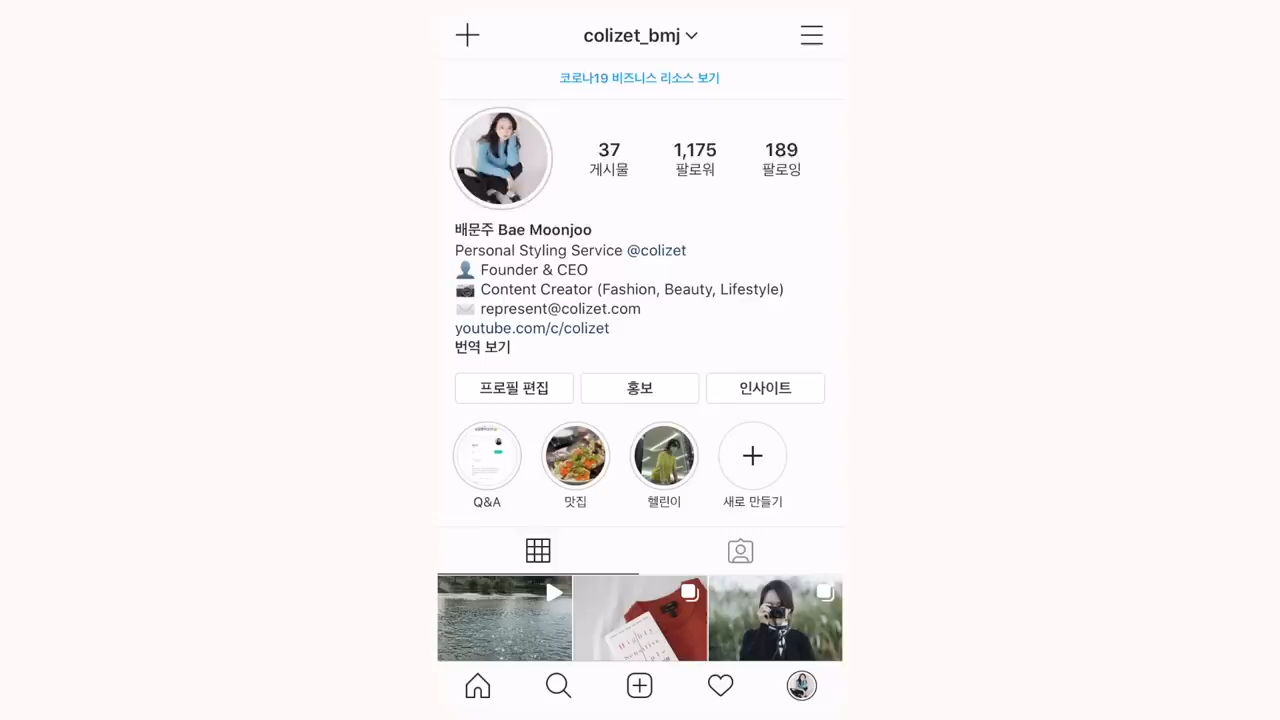 colizet_bmj
코로나19 비즈니스 리소스 보기
37
게시물
1,175
팔로워
189
팔로잉
배문주 Bae Moonjoo
Personal Styling Service @colizet
Founder & CEO
Content Creator (Fashion, Beauty, Lifestyle)
represent@colizet.com
youtube.com/c/colizet
번역 보기
프로필 편집
홍보
인사이트
Q&A
맛집
헬린이
새로 만들기
Highly
Sensitive